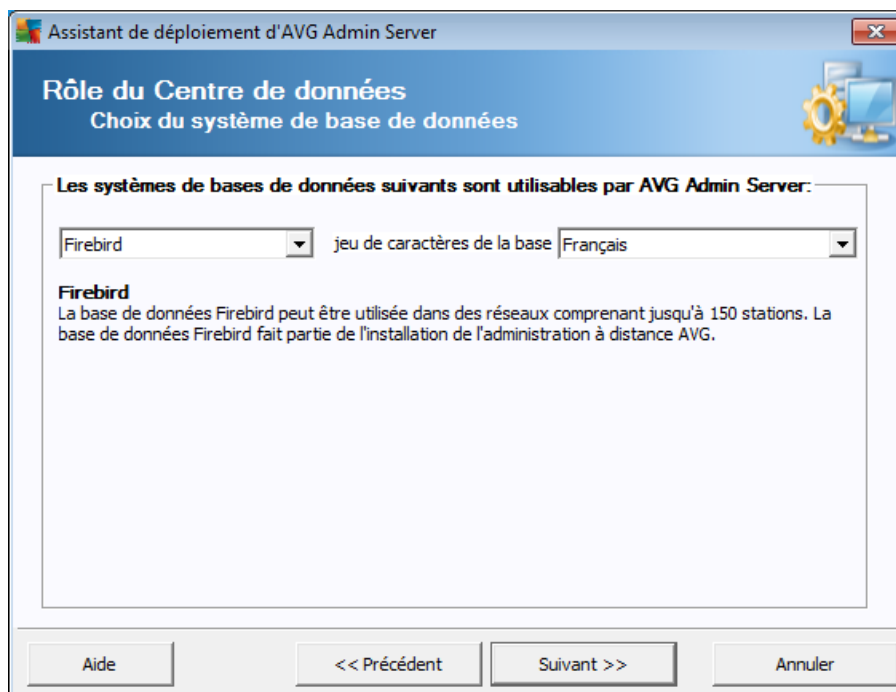 Assistant de déploiement d'AVG Admin Server
Rôle du Centre de données
Choix du système de base de données
Les systèmes de bases de données suivants sont utilisables par AVG Admin Server:
Firebird
jeu de caractères de la base
Français
Firebird
La base de données Firebird peut être utilisée dans des réseaux comprenant jusqu'à 150 stations. La
base de données Firebird fait partie de l'installation de l'administration à distance AVG.
Aide
<< Précédent
Suivant >>
Annuler